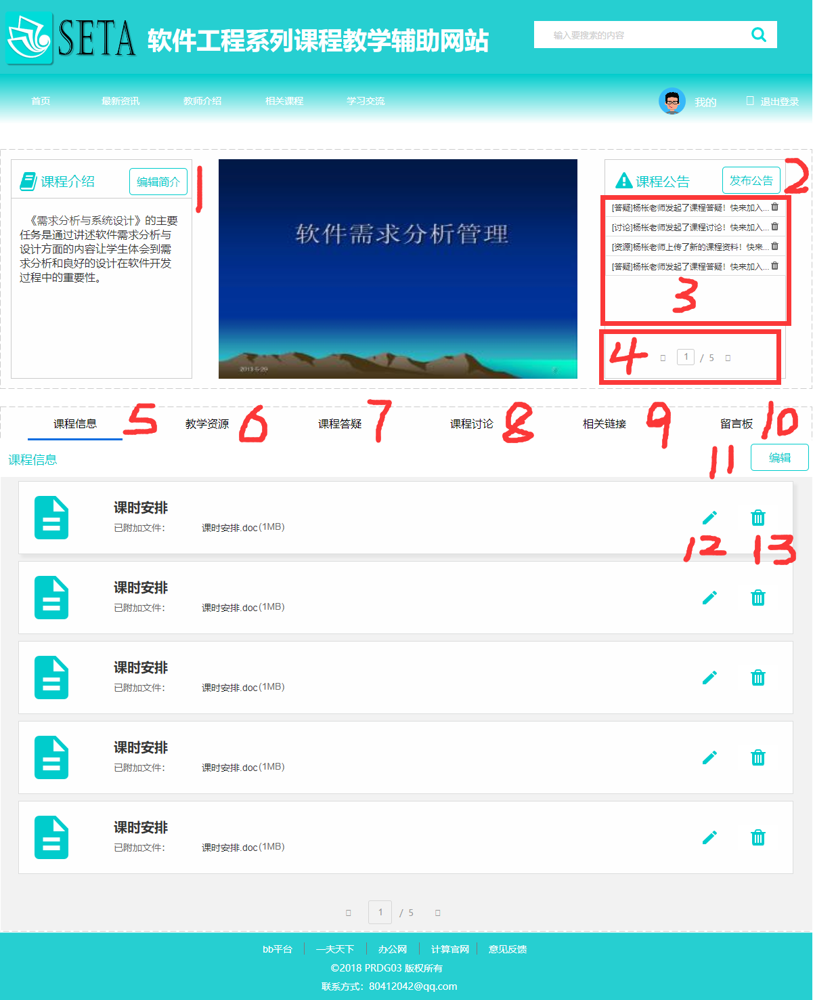 SETA 软件工程系列课程教学辅助网站
输入要搜索的内容
首页 最新资讯 教师介绍 相关课程 学习交流 我的 退出登录
课程介绍 编辑简介 1
《需求分析与系统设计》的主要
任务是通过讲述软件需求分析与
设计方面的内容让学生体会到需
求分析和良好的设计在软件开发
过程中的重要性。
软件需求分析管理
2013-5-29
课程公告 发布公告 2
[答疑]杨枨老师发起了课程答疑！快来加入...
[讨论]杨枨老师发起了课程讨论！快来加入...
[资源]杨枨老师上传了新的课程资料！快来...
[答疑]杨枨老师发起了课程答疑！快来加入...
3
4 1 / 5
课程信息 5 教学资源 6 课程答疑 7 课程讨论 8 相关链接 9 留言板 10
课程信息 11 编辑
课时安排
已附加文件： 课时安排.doc(1MB)
12 13
课时安排
已附加文件： 课时安排.doc(1MB)
课时安排
已附加文件： 课时安排.doc(1MB)
课时安排
已附加文件： 课时安排.doc(1MB)
课时安排
已附加文件： 课时安排.doc(1MB)
1 / 5
bb平台 一夫天下 办公网 计算官网 意见反馈
©2018 PRDG03 版权所有
联系方式：80412042@qq.com